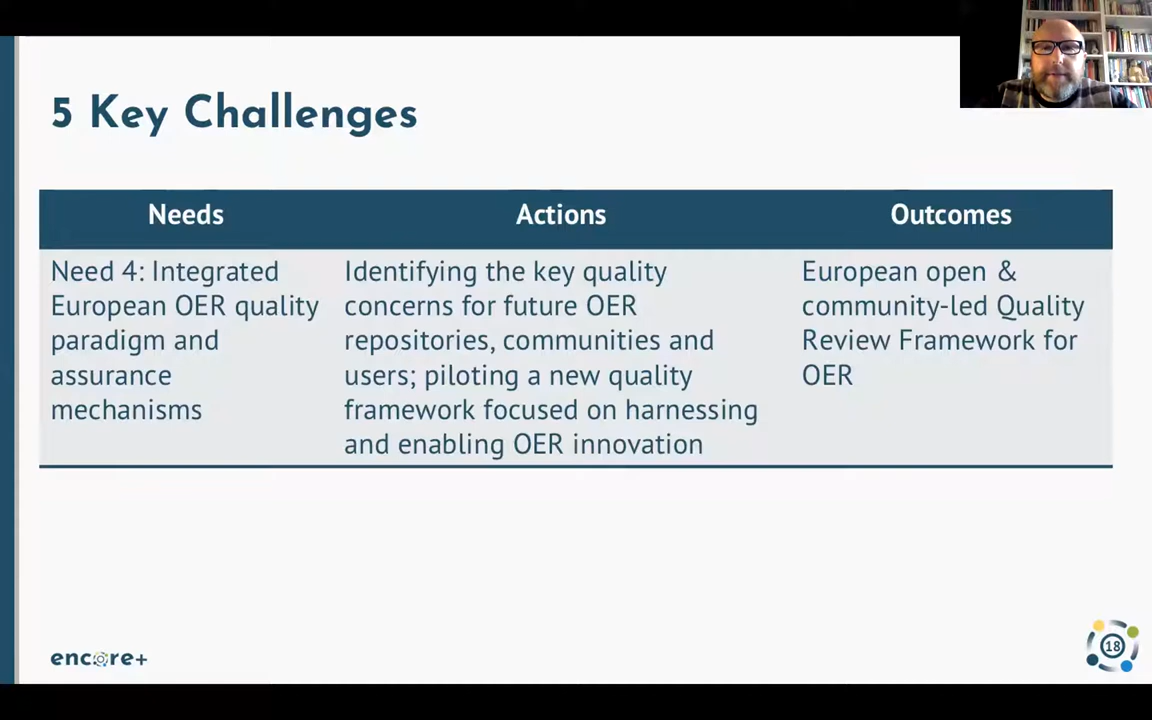 5 Key Challenges
Needs
Actions
Outcomes
Need 4: Integrated
European OER quality
paradigm and
assurance
mechanisms
Identifying the key quality
concerns for future OER
repositories, communities and
users; piloting a new quality
framework focused on harnessing
and enabling OER innovation
European open &
community-led Quality
Review Framework for
OER
encore+
18